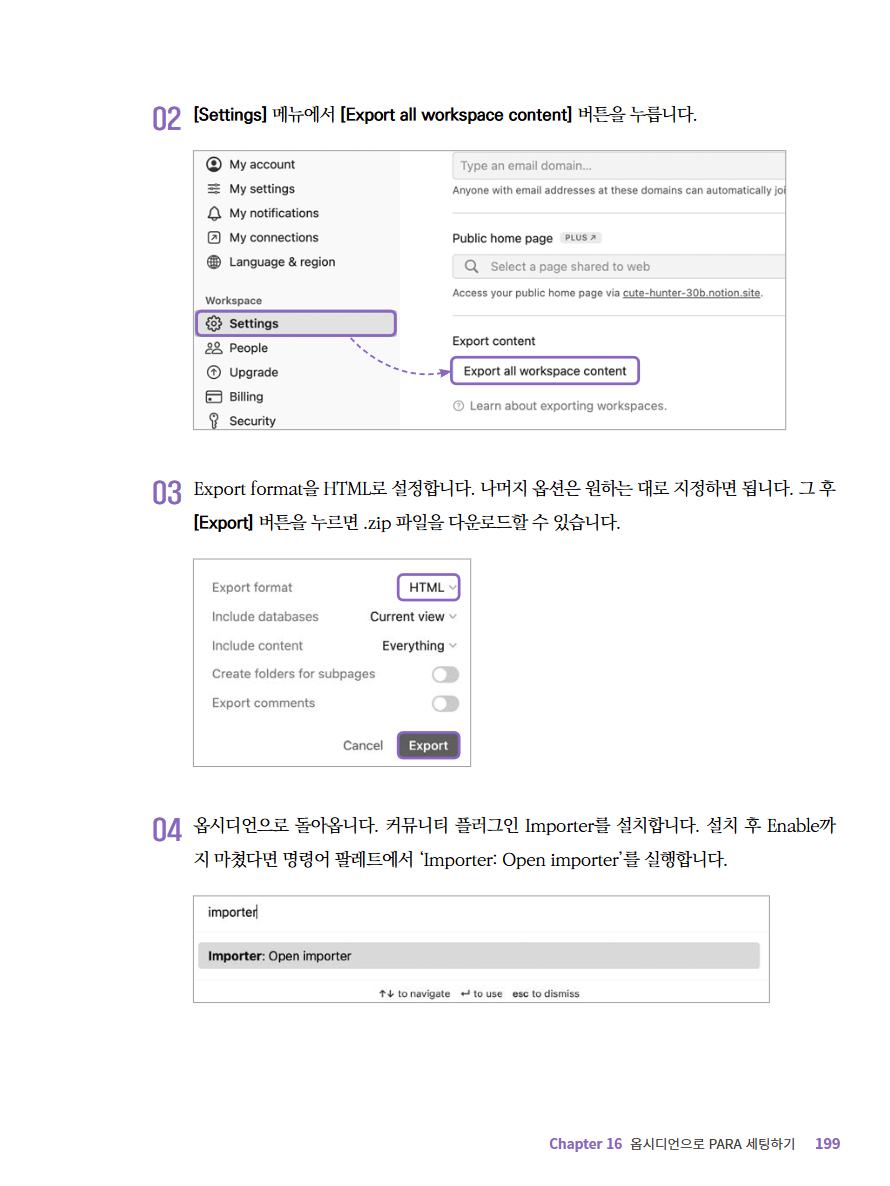 02 [Settings] 메뉴에서 [Export all workspace content] 버튼을 누릅니다.
My account
My settings
My notifications
My connections
Language & region
Workspace
Settings
People
Upgrade
Billing
Security
Type an email domain...
Anyone with email addresses at these domains can automatically joi
Public home page PLUS ↗
Select a page shared to web
Access your public home page via cute-hunter-30b.notion.site.
Export content
Export all workspace content
Learn about exporting workspaces.
03 Export format을 HTML로 설정합니다. 나머지 옵션은 원하는 대로 지정하면 됩니다. 그 후
[Export] 버튼을 누르면 .zip 파일을 다운로드할 수 있습니다.
Export format HTML
Include databases Current view
Include content Everything
Create folders for subpages
Export comments
Cancel Export
04 옵시디언으로 돌아옵니다. 커뮤니티 플러그인 Importer를 설치합니다. 설치 후 Enable까
지 마쳤다면 명령어 팔레트에서 ‘Importer: Open importer’를 실행합니다.
importer
Importer: Open importer
↑↓ to navigate ↵ to use esc to dismiss
Chapter 16 옵시디언으로 PARA 세팅하기 199